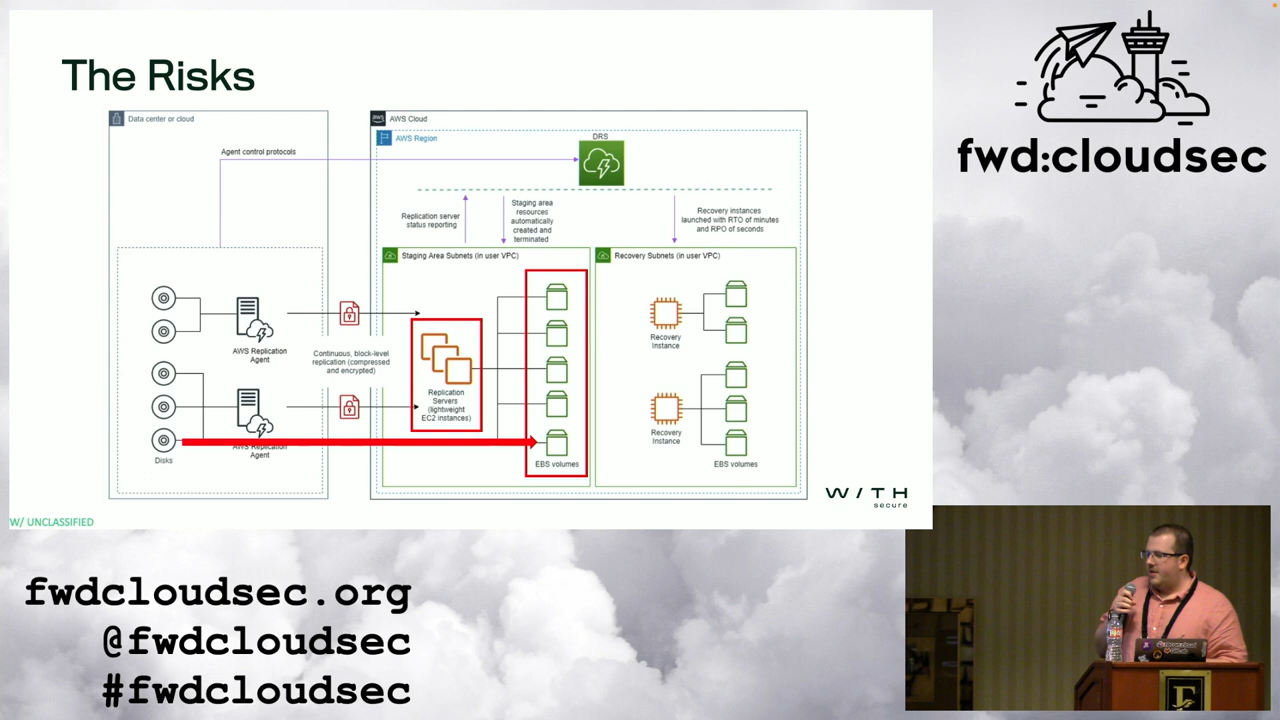 The Risks
Data center or cloud
AWS Cloud
aws
AWS Region
DRS
Agent control protocols
Replication server
status reporting
Staging area
resources
automatically
created and
terminated
Recovery instances
launched with RTO of minutes
and RPO of seconds
Staging Area Subnets (in user VPC)
Recovery Subnets (in user VPC)
AWS Replication
Agent
Continuous, block-level
replication (compressed
and encrypted)
Replication
Servers
(lightweight
EC2 instances)
Recovery
Instance
AWS Replication
Agent
Recovery
Instance
Disks
EBS volumes
EBS volumes
W/TH
secure
W/ UNCLASSIFIED
fwd:cloudsec
fwdcloudsec.org
@fwdcloudsec
#fwdcloudsec
F